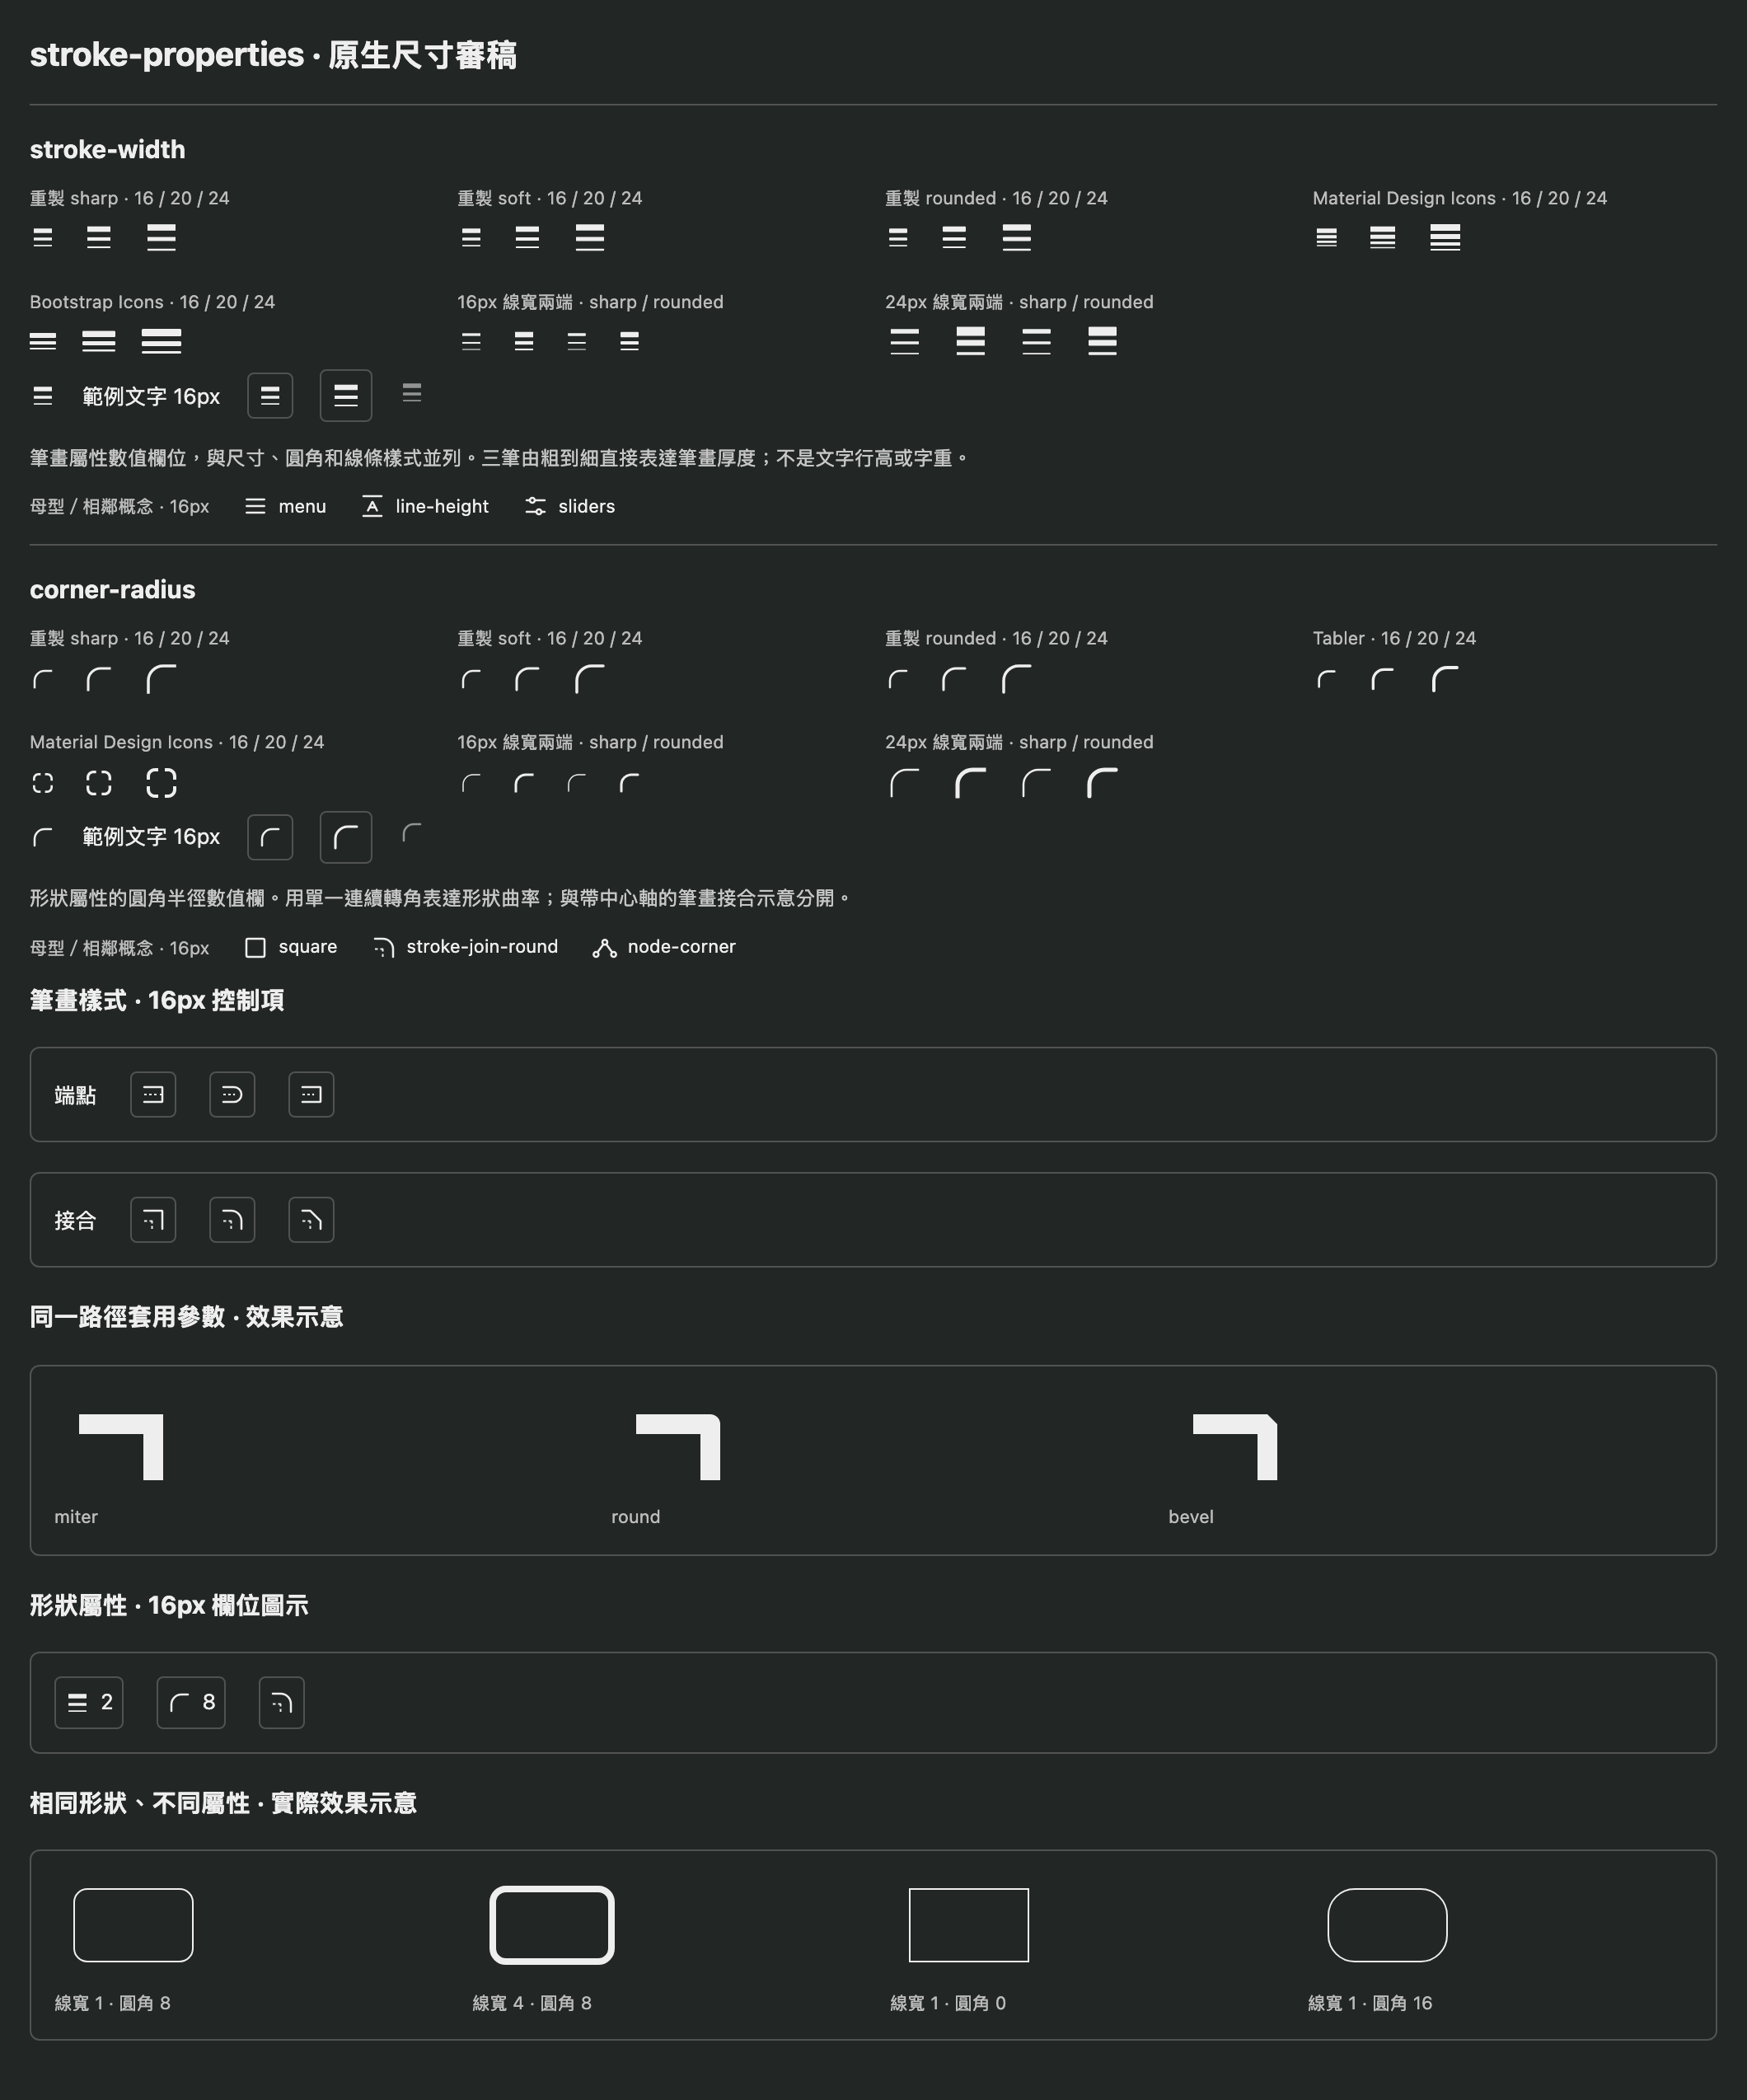 stroke-properties · 原生尺寸審稿
stroke-width
重製 sharp · 16 / 20 / 24
重製 soft · 16 / 20 / 24
重製 rounded · 16 / 20 / 24
Material Design Icons · 16 / 20 / 24
Bootstrap Icons · 16 / 20 / 24
16px 線寬兩端 · sharp / rounded
24px 線寬兩端 · sharp / rounded
範例文字 16px
筆畫屬性數值欄位，與尺寸、圓角和線條樣式並列。三筆由粗到細直接表達筆畫厚度；不是文字行高或字重。
母型 / 相鄰概念 · 16px menu line-height sliders
corner-radius
重製 sharp · 16 / 20 / 24
重製 soft · 16 / 20 / 24
重製 rounded · 16 / 20 / 24
Tabler · 16 / 20 / 24
Material Design Icons · 16 / 20 / 24
16px 線寬兩端 · sharp / rounded
24px 線寬兩端 · sharp / rounded
範例文字 16px
形狀屬性的圓角半徑數值欄。用單一連續轉角表達形狀曲率；與帶中心軸的筆畫接合示意分開。
母型 / 相鄰概念 · 16px square stroke-join-round node-corner
筆畫樣式 · 16px 控制項
端點
接合
同一路徑套用參數 · 效果示意
miter
round
bevel
形狀屬性 · 16px 欄位圖示
2
8
相同形狀、不同屬性 · 實際效果示意
線寬 1 · 圓角 8
線寬 4 · 圓角 8
線寬 1 · 圓角 0
線寬 1 · 圓角 16